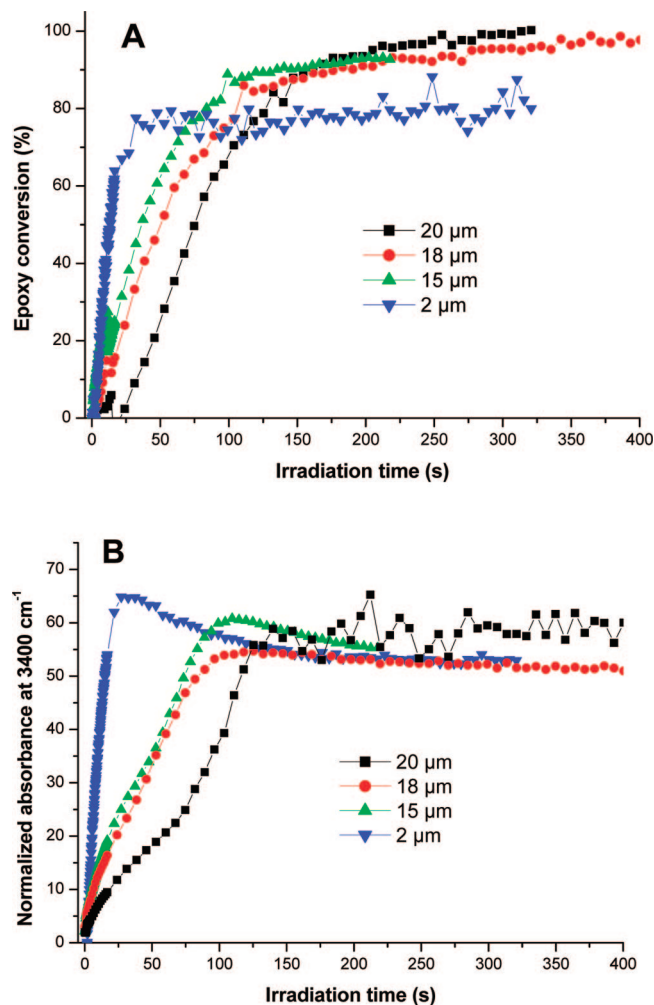 A
Epoxy conversion (%)
100
80
60
40
20
0
20 μm
18 μm
15 μm
2 μm
0 50 100 150 200 250 300 350 400
Irradiation time (s)
B
Normalized absorbance at 3400 cm⁻¹
70
60
50
40
30
20
10
0
20 μm
18 μm
15 μm
2 μm
0 50 100 150 200 250 300 350 400
Irradiation time (s)